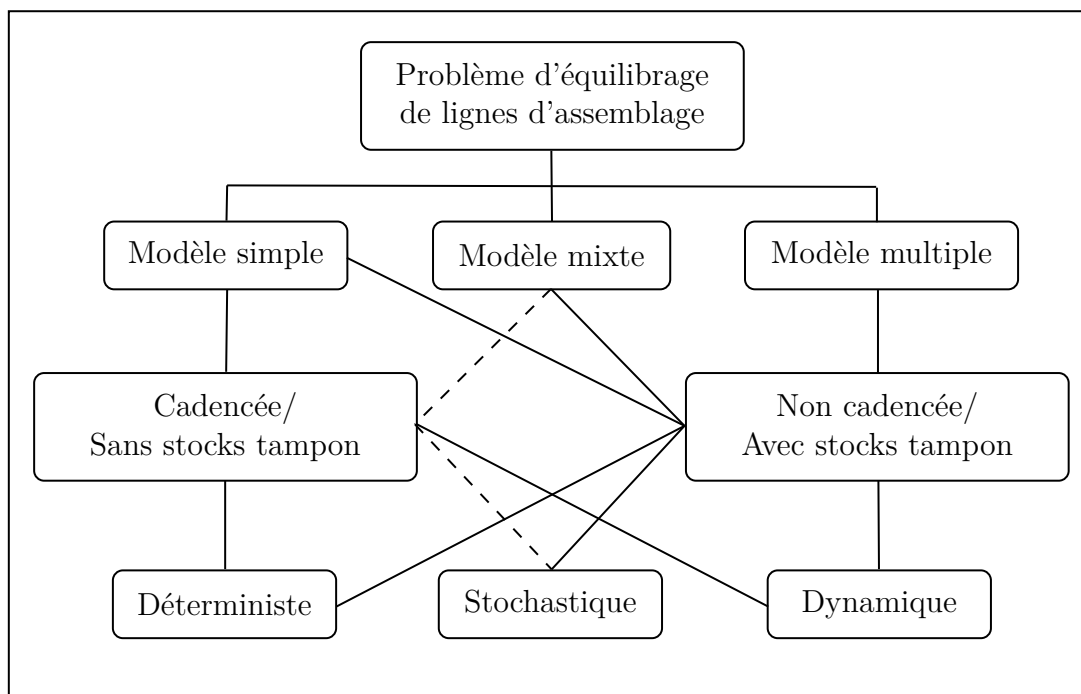 Problème d'équilibrage
de lignes d'assemblage
Modèle simple
Modèle mixte
Modèle multiple
Cadencée/
Sans stocks tampon
Non cadencée/
Avec stocks tampon
Déterministe
Stochastique
Dynamique